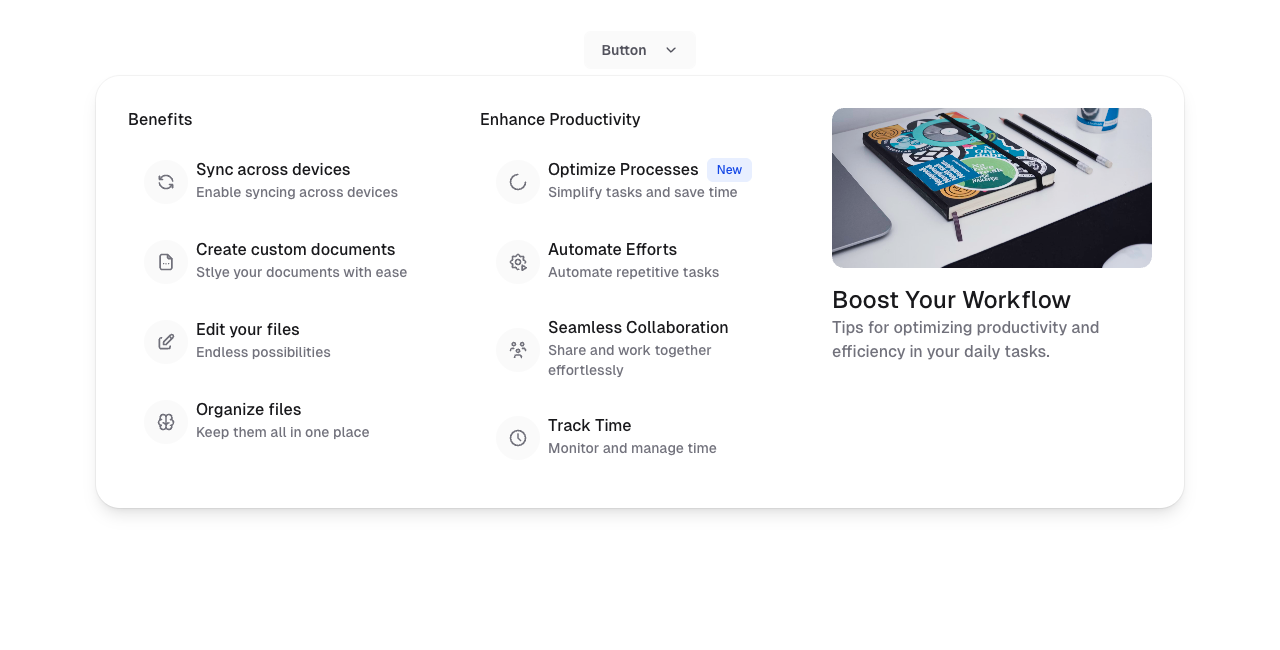 Button
Benefits
Sync across devices
Enable syncing across devices
Create custom documents
Stlye your documents with ease
Edit your files
Endless possibilities
Organize files
Keep them all in one place
Enhance Productivity
Optimize Processes New
Simplify tasks and save time
Automate Efforts
Automate repetitive tasks
Seamless Collaboration
Share and work together
effortlessly
Track Time
Monitor and manage time
Boost Your Workflow
Tips for optimizing productivity and
efficiency in your daily tasks.